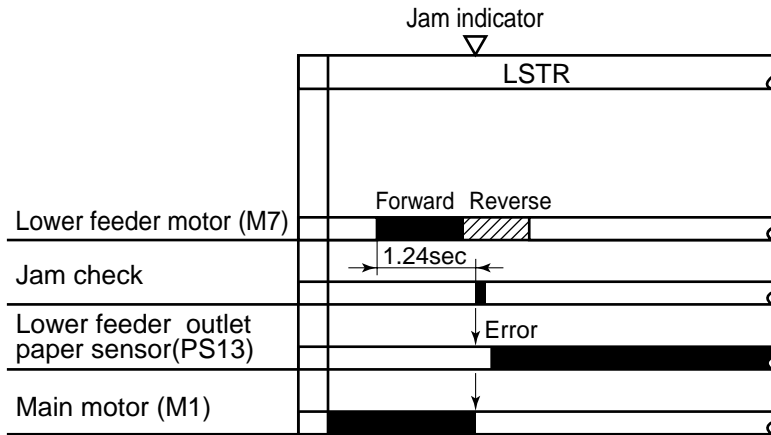 Jam indicator
LSTR
Forward Reverse
Lower feeder motor (M7)
1.24sec
Jam check
Lower feeder outlet
paper sensor(PS13)
Error
Main motor (M1)